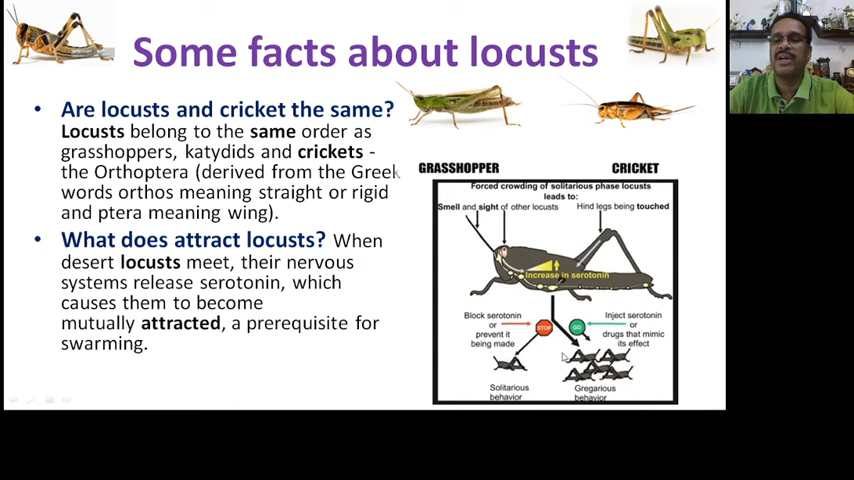 Some facts about locusts
• Are locusts and cricket the same?
Locusts belong to the same order as
grasshoppers, katydids and crickets -
the Orthoptera (derived from the Greek
words orthos meaning straight or rigid
and ptera meaning wing).
• What does attract locusts? When
desert locusts meet, their nervous
systems release serotonin, which
causes them to become
mutually attracted, a prerequisite for
swarming.
GRASSHOPPER
CRICKET
Forced crowding of solitarious phase locusts
leads to:
Smell and sight of other locusts
Hind legs being touched
Increase in serotonin
Block serotonin
or
prevent it
being made
STOP
GO
Inject serotonin
or
drugs that mimic
its effect
Solitarious
behavior
Gregarious
behavior